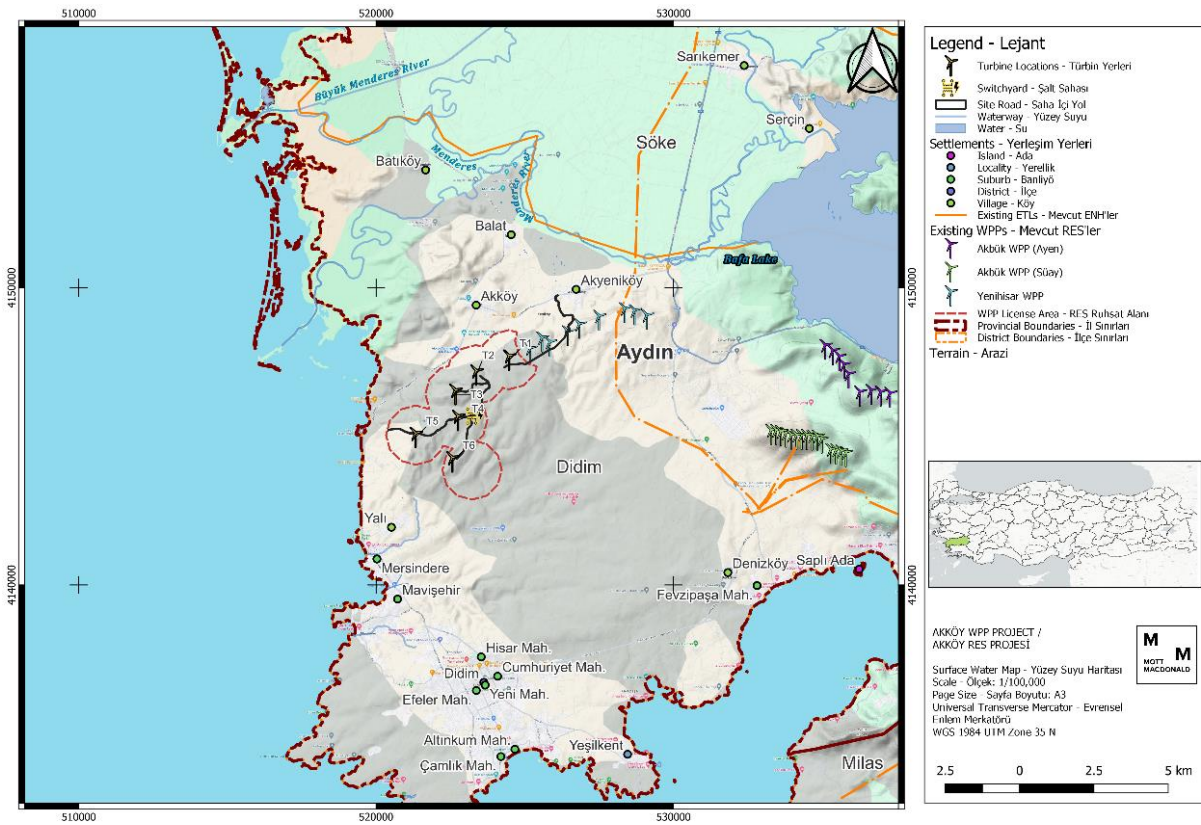 510000
520000
530000
Büyük Menderes River
Sarıkemer
Serçin
Söke
Batıköy
Menderes
Menderes River
Balat
Bafa Lake
4150000
4150000
Akyeniköy
Akköy
T1
T2
Aydın
T3
T4
T5
T6
Didim
Yalı
Mersindere
Denizköy
Saplı Ada
4140000
4140000
Mavişehir
Fevzipaşa Mah.
Hisar Mah.
Cumhuriyet Mah.
Didim
Efeler Mah.
Yeni Mah.
Altınkum Mah.
Çamlık Mah.
Yeşilkent
Milas
510000
520000
530000
Legend - Lejant
Turbine Locations - Türbin Yerleri
Switchyard - Şalt Sahası
Site Road - Saha İçi Yol
Waterway - Yüzey Suyu
Water - Su
Settlements - Yerleşim Yerleri
Island - Ada
Locality - Yerellik
Suburb - Banliyö
District - İlçe
Village - Köy
Existing ETLs - Mevcut ENH'ler
Existing WPPs - Mevcut RES'ler
Akbük WPP (Ayen)
Akbük WPP (Süay)
Yenihisar WPP
WPP License Area - RES Ruhsat Alanı
Provincial Boundaries - İl Sınırları
District Boundaries - İlçe Sınırları
Terrain - Arazi
AKKÖY WPP PROJECT /
AKKÖY RES PROJESİ
M
M
MOTT
MACDONALD
Surface Water Map - Yüzey Suyu Haritası
Scale - Ölçek: 1/100,000
Page Size - Sayfa Boyutu: A3
Universal Transverse Mercator - Evrensel
Enlem Merkatörü
WGS 1984 UTM Zone 35 N
2.5 0 2.5 5 km